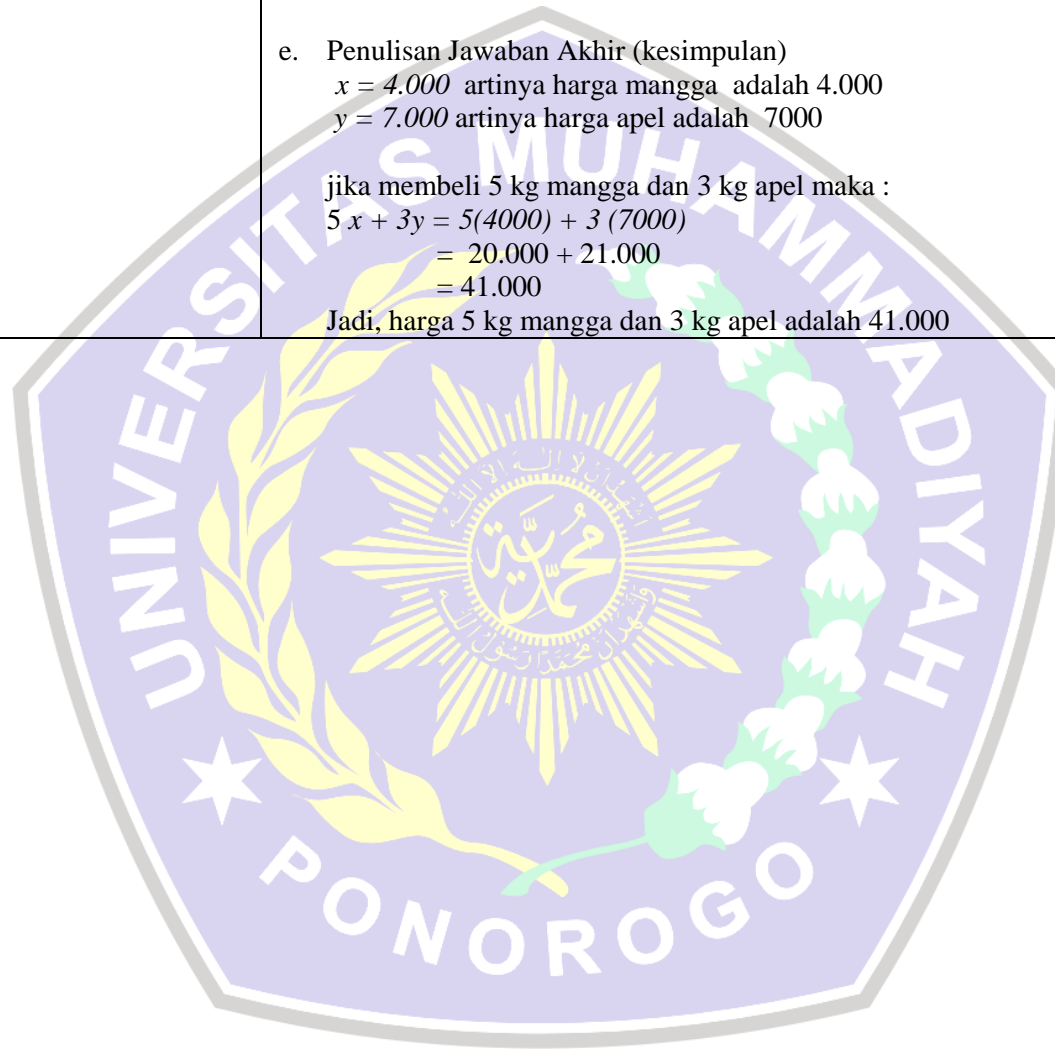 e. Penulisan Jawaban Akhir (kesimpulan)
x = 4.000 artinya harga mangga adalah 4.000
y = 7.000 artinya harga apel adalah 7000
jika membeli 5 kg mangga dan 3 kg apel maka :
5 x + 3y = 5(4000) + 3 (7000)
= 20.000 + 21.000
= 41.000
Jadi, harga 5 kg mangga dan 3 kg apel adalah 41.000
UNIVERSITAS MUHAMMADIYAH
محمدية
PONOROGO